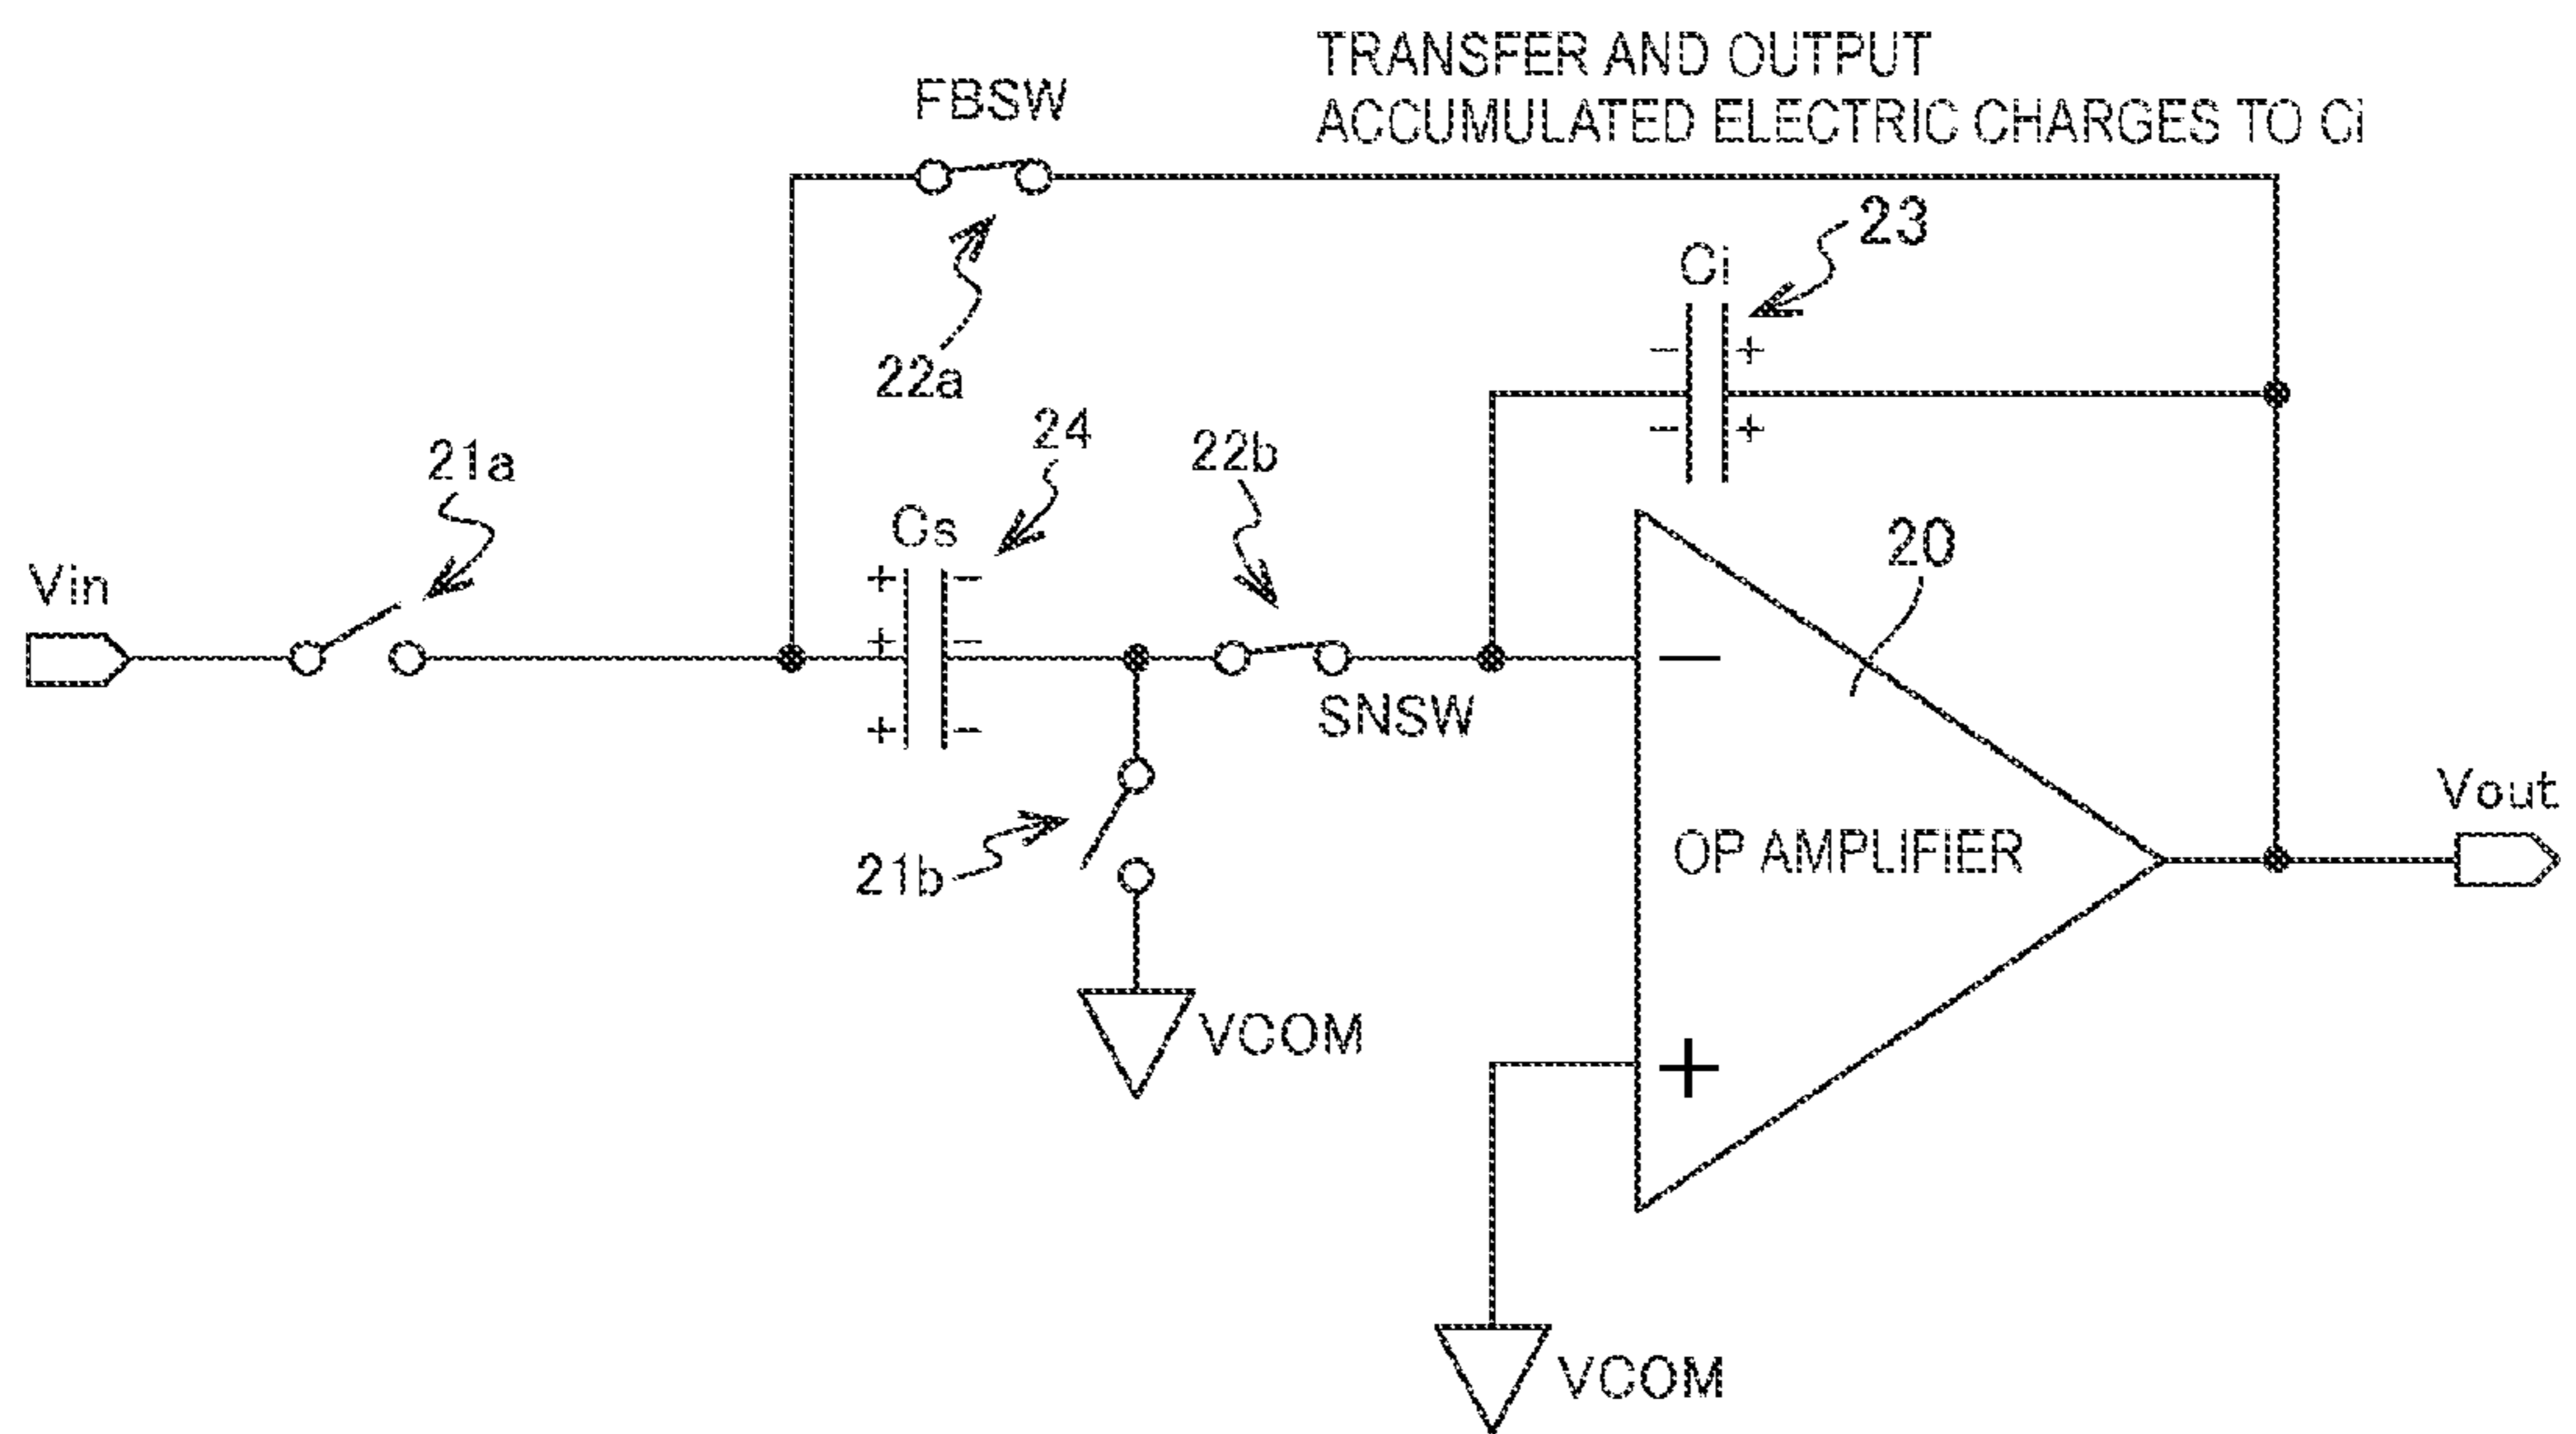 TRANSFER AND OUTPUT
ACCUMULATED ELECTRIC CHARGES TO Ci
FBSW
22a
23
Ci
- +
- +
21a
24
22b
Cs
20
Vin
+ -
+ -
+ -
−
SNSW
21b
OP AMPLIFIER
Vout
VCOM
+
VCOM